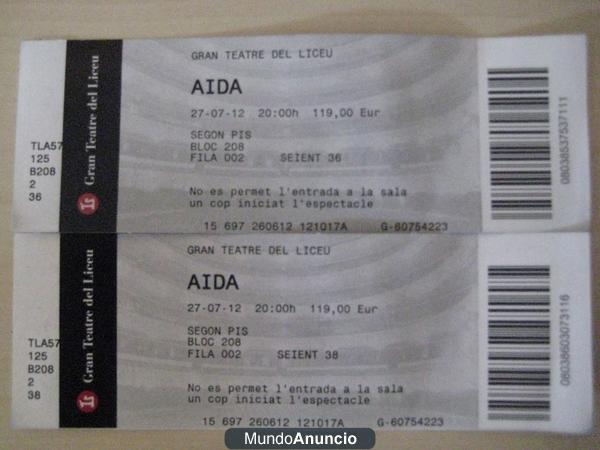 GRAN TEATRE DEL LICEU
AIDA
27-07-12 20:00h 119,00 Eur
SEGON PIS
BLOC 208
FILA 002 SEIENT 36
No es permet l'entrada a la sala
un cop iniciat l'espectacle
15 697 260612 121017A G-60754223
TLA57
125
B208
2
36
Gran Teatre del Liceu
08038537537111
GRAN TEATRE DEL LICEU
AIDA
27-07-12 20:00h 119,00 Eur
SEGON PIS
BLOC 208
FILA 002 SEIENT 38
No es permet l'entrada a la sala
un cop iniciat l'espectacle
15 697 260612 121017A G-60754223
TLA57
125
B208
2
38
Gran Teatre del Liceu
08038603073116
MundoAnuncio